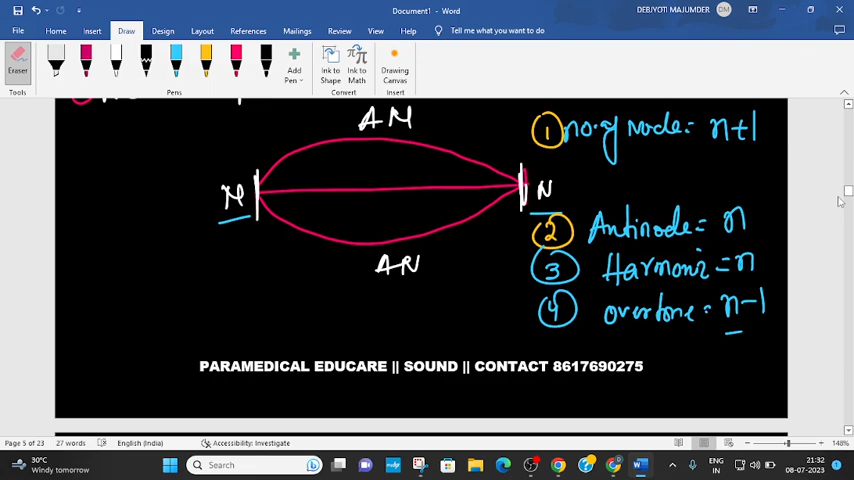 Document1 - Word
DEBJYOTI MAJUMDER
DM
File Home Insert Draw Design Layout References Mailings Review View Help Tell me what you want to do
Eraser
Add Pen
Ink to Shape
Ink to Math
Drawing Canvas
Tools
Pens
Convert
Insert
AN
① no. of node = n+1
N
N
② Antinode = n
③ Harmonic = n
AN
④ overtone = n-1
PARAMEDICAL EDUCARE || SOUND || CONTACT 8617690275
Page 5 of 23 27 words English (India) Accessibility: Investigate 148%
30°C
Windy tomorrow
Search
ENG
IN
21:32
08-07-2023